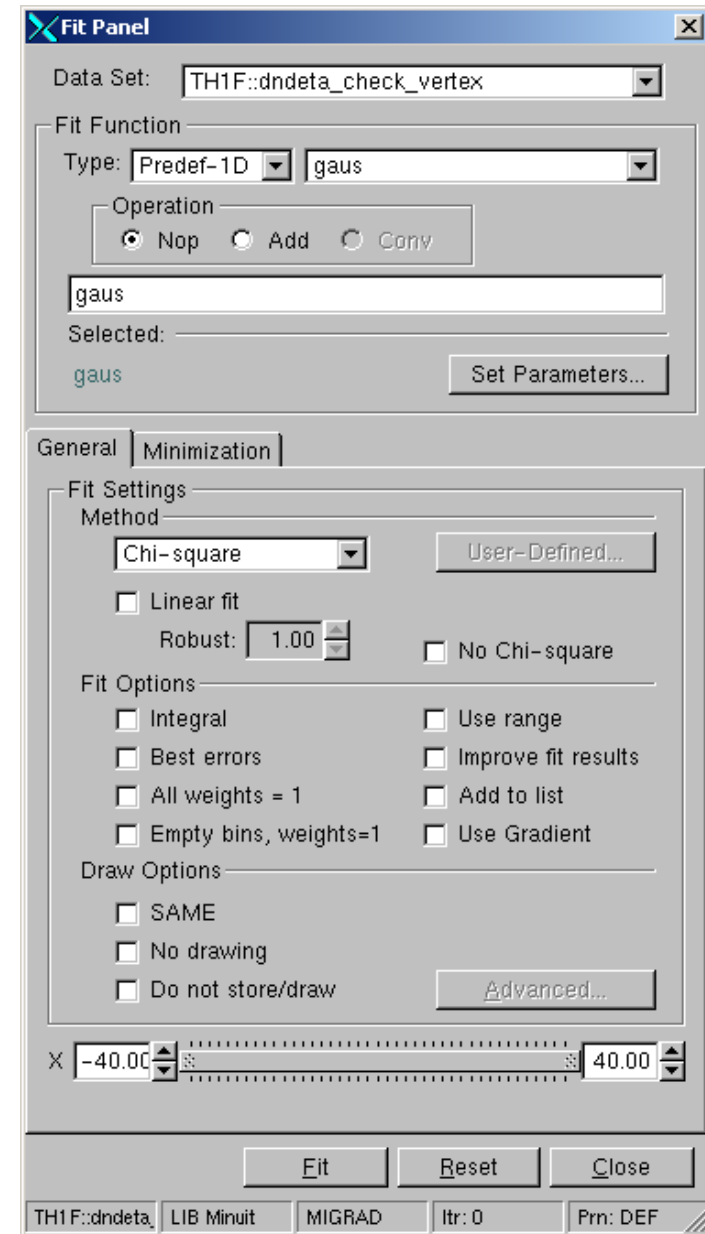 Fit Panel
Data Set: TH1F::dndeta_check_vertex
Fit Function
Type: Predef-1D gaus
Operation
Nop Add Conv
gaus
Selected:
gaus Set Parameters...
General Minimization
Fit Settings
Method
Chi-square User-Defined...
Linear fit
Robust: 1.00 No Chi-square
Fit Options
Integral Use range
Best errors Improve fit results
All weights = 1 Add to list
Empty bins, weights=1 Use Gradient
Draw Options
SAME
No drawing
Do not store/draw Advanced...
X -40.00 40.00
Fit Reset Close
TH1F::dndeta_ LIB Minuit MIGRAD Itr: 0 Prn: DEF